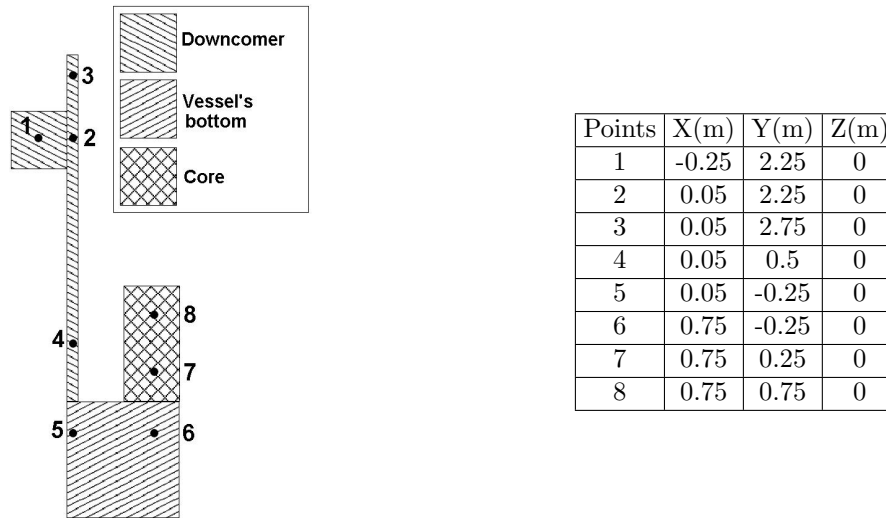 Downcomer
Vessel's
bottom
Core
3
1
2
8
4
7
5
6
Points X(m) Y(m) Z(m)
1 -0.25 2.25 0
2 0.05 2.25 0
3 0.05 2.75 0
4 0.05 0.5 0
5 0.05 -0.25 0
6 0.75 -0.25 0
7 0.75 0.25 0
8 0.75 0.75 0